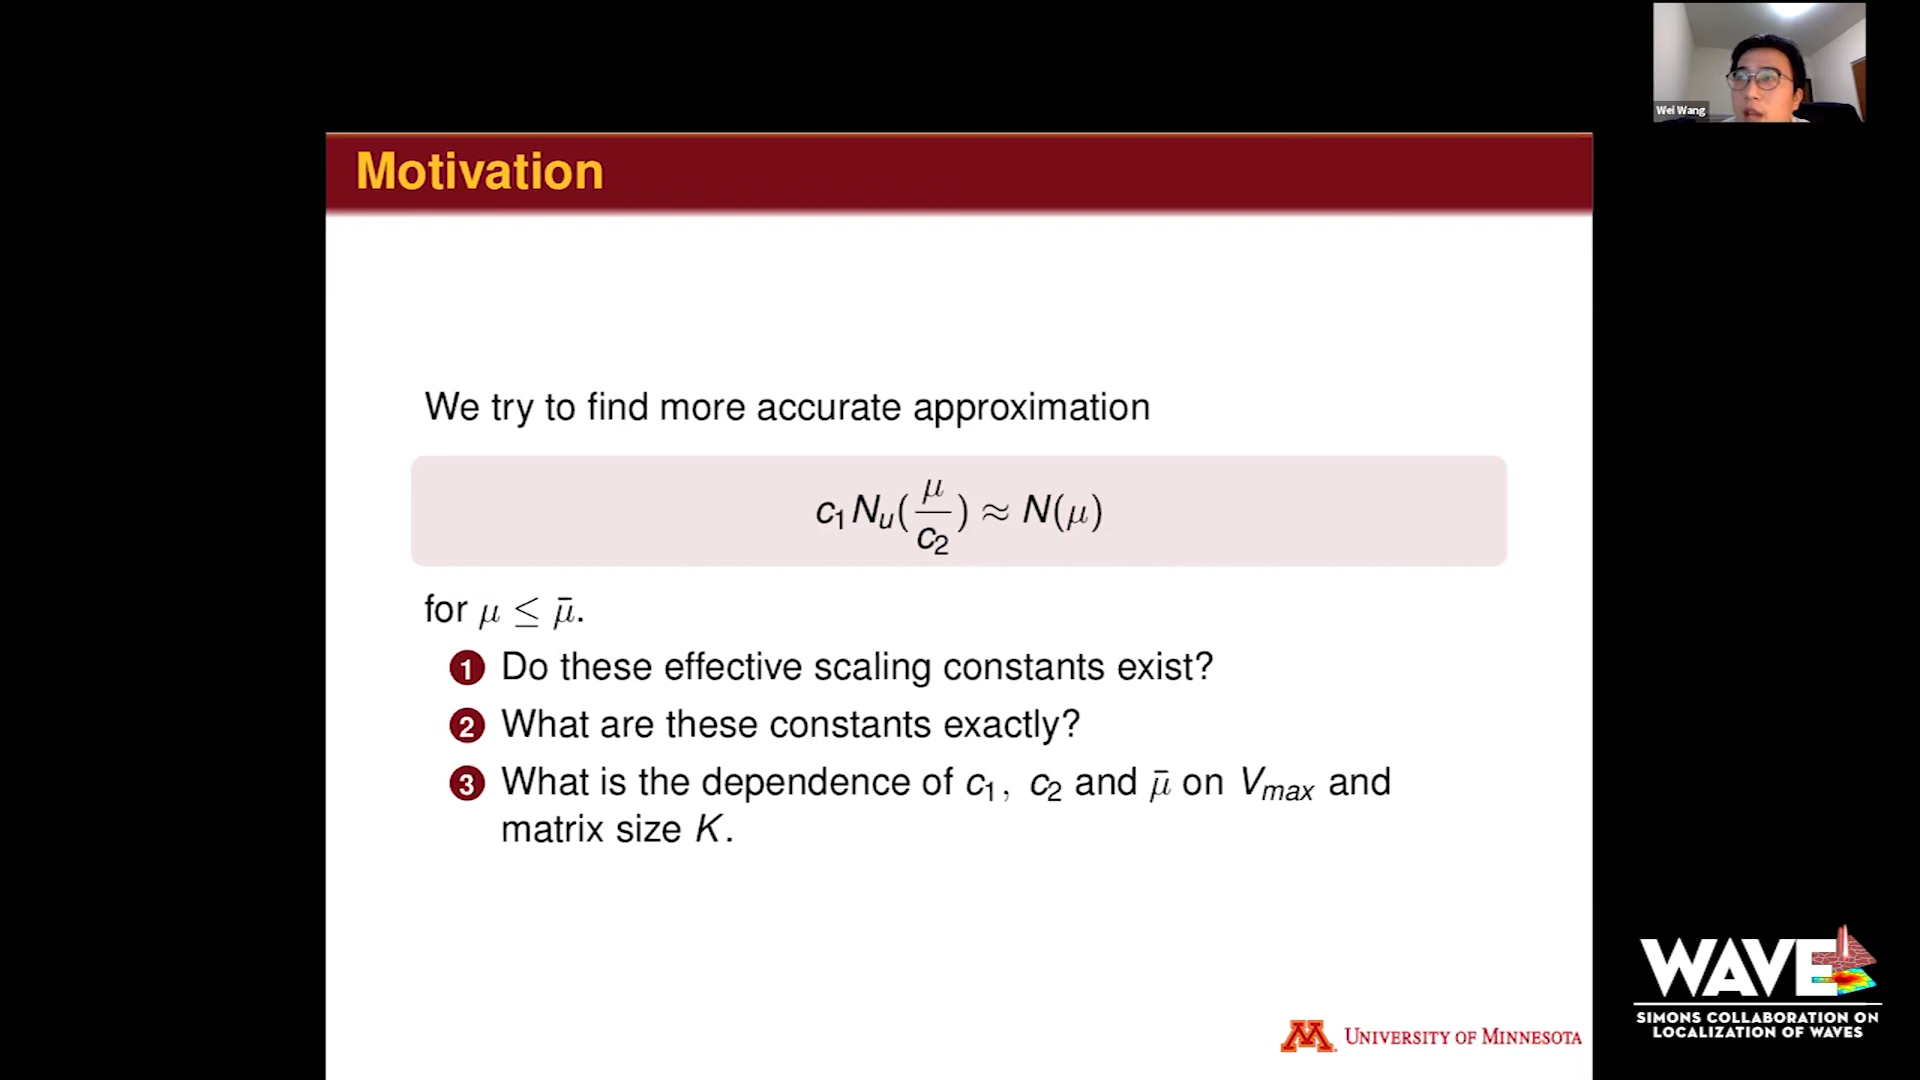 Wei Wang
Motivation
We try to find more accurate approximation
c₁Nᵤ(μ/c₂) ≈ N(μ)
for μ ≤ μ̄.
1 Do these effective scaling constants exist?
2 What are these constants exactly?
3 What is the dependence of c₁, c₂ and μ̄ on Vₘₐₓ and
matrix size K.
M UNIVERSITY OF MINNESOTA
WAVE
SIMONS COLLABORATION ON
LOCALIZATION OF WAVES